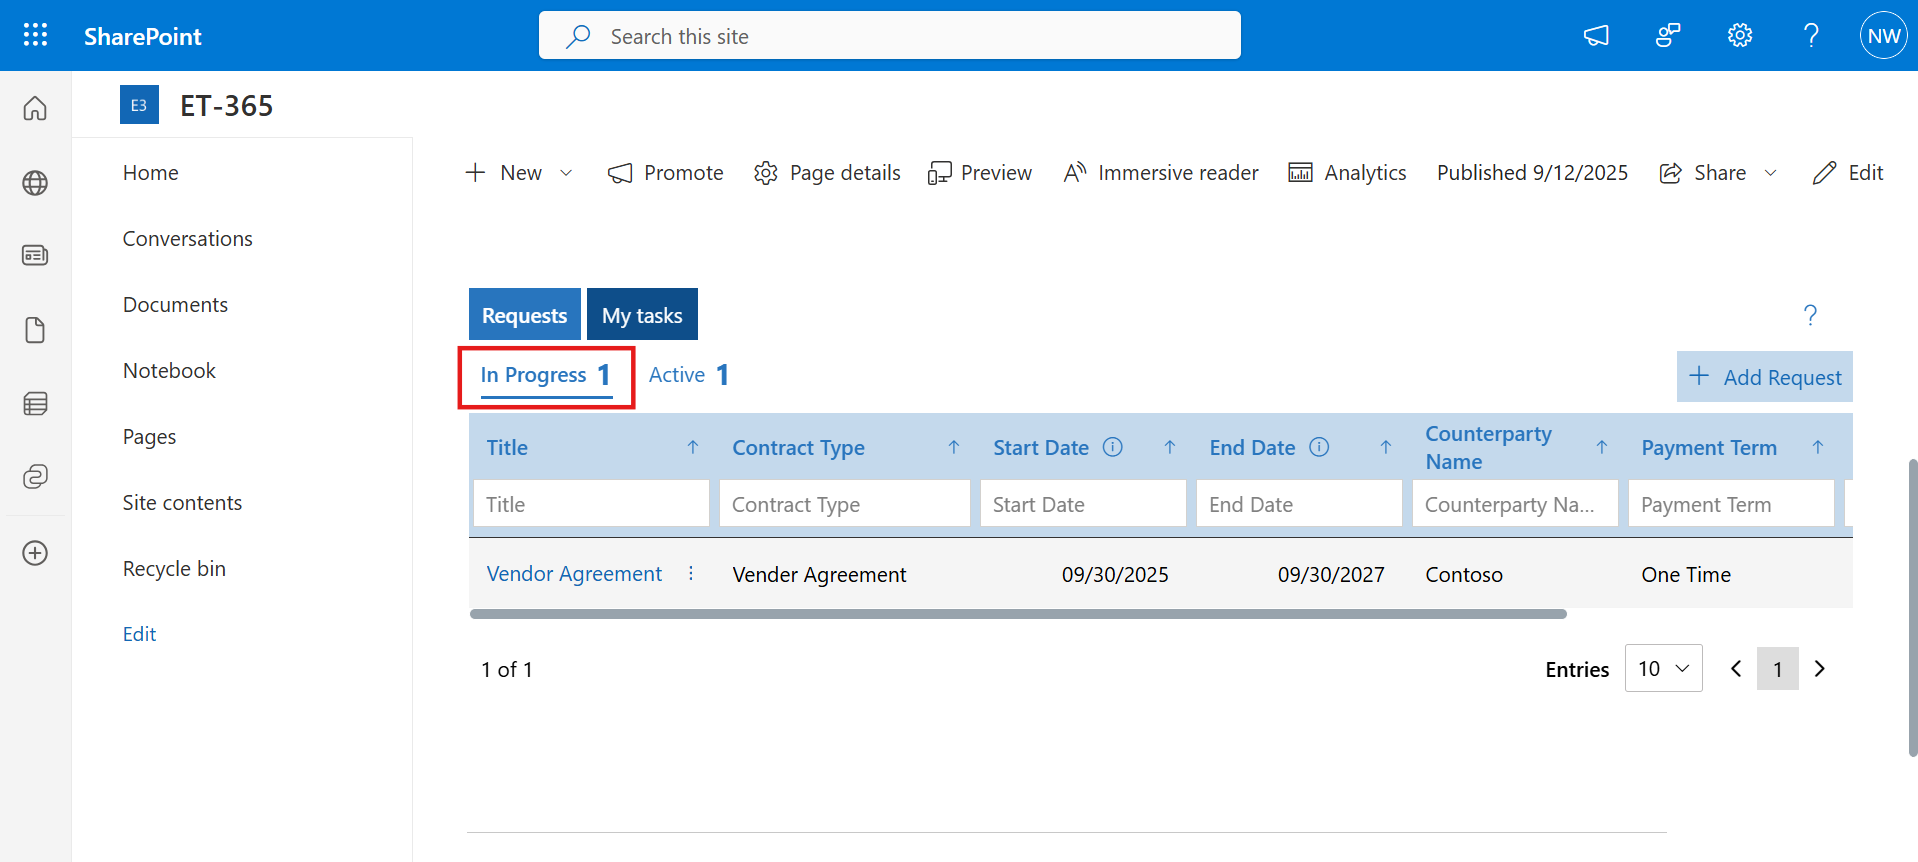 SharePoint
Search this site
NW
E3
ET-365
Home
Conversations
Documents
Notebook
Pages
Site contents
Recycle bin
Edit
New
Promote
Page details
Preview
Immersive reader
Analytics
Published 9/12/2025
Share
Edit
Requests
My tasks
In Progress 1
Active 1
Add Request
Title
Contract Type
Start Date
End Date
Counterparty
Name
Payment Term
Title
Contract Type
Start Date
End Date
Counterparty Na...
Payment Term
Vendor Agreement
Vender Agreement
09/30/2025
09/30/2027
Contoso
One Time
1 of 1
Entries
10
1